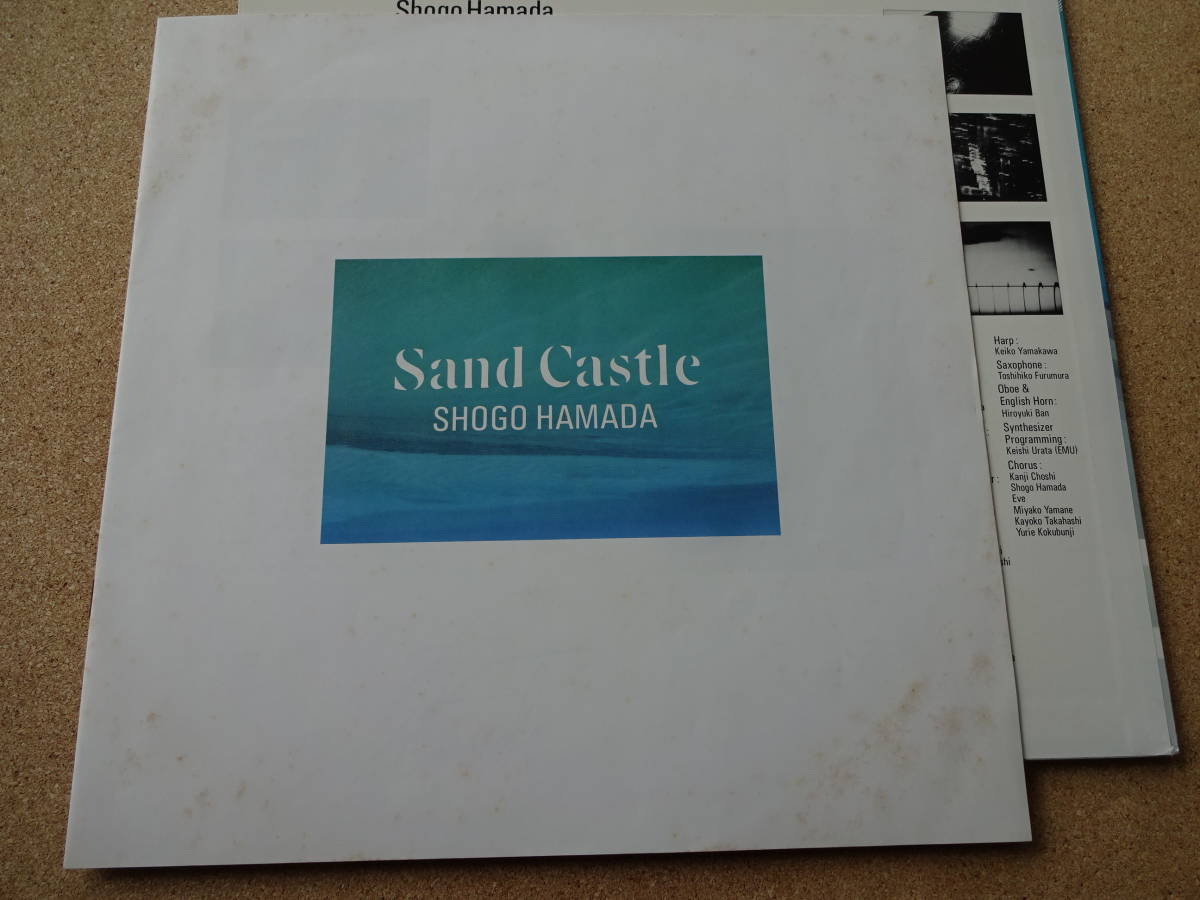 Shogo Hamada
Sand Castle
SHOGO HAMADA
Harp :
Keiko Yamakawa
Saxophone :
Toshihiko Furumura
Oboe &
English Horn:
Hiroyuki Ban
Synthesizer
Programming :
Keishi Urata (EMU)
Chorus :
Kanji Choshi
Shogo Hamada
Eve
Miyako Yamane
Kayoko Takahashi
Yurie Kokubunji